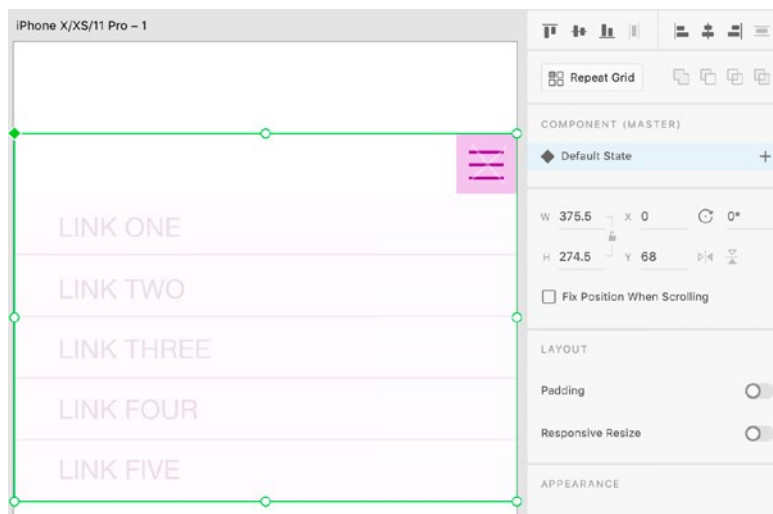 iPhone X/XS/11 Pro – 1
LINK ONE
LINK TWO
LINK THREE
LINK FOUR
LINK FIVE
Repeat Grid
COMPONENT (MASTER)
Default State
W 375.5 X 0 0°
H 274.5 Y 68
Fix Position When Scrolling
LAYOUT
Padding
Responsive Resize
APPEARANCE